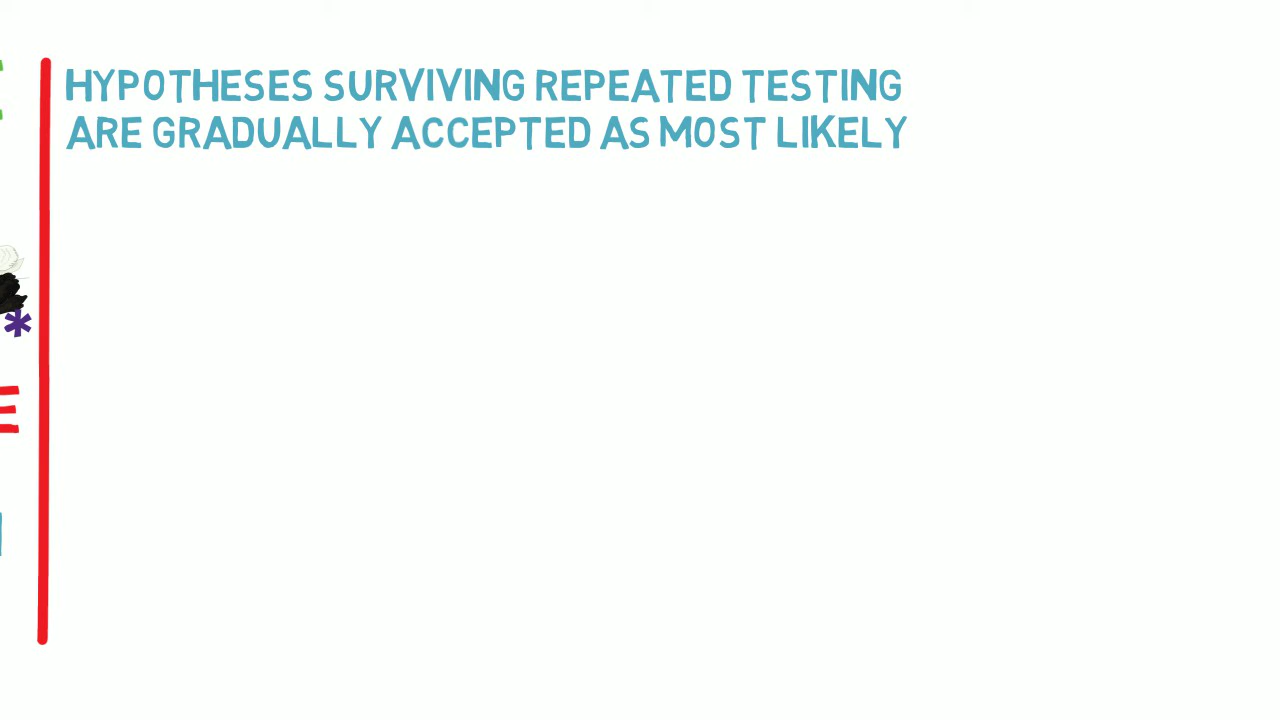 HYPOTHESES SURVIVING REPEATED TESTING
ARE GRADUALLY ACCEPTED AS MOST LIKELY